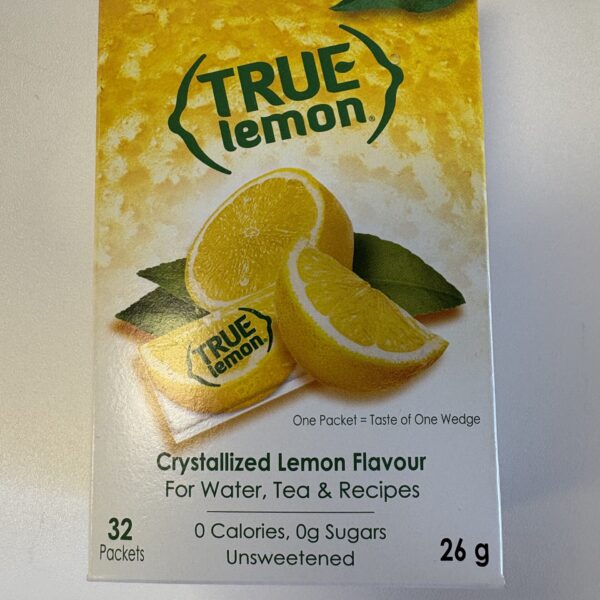 TRUE
lemon®
TRUE
lemon
One Packet = Taste of One Wedge
Crystallized Lemon Flavour
For Water, Tea & Recipes
32
Packets
0 Calories, 0g Sugars
Unsweetened
26 g